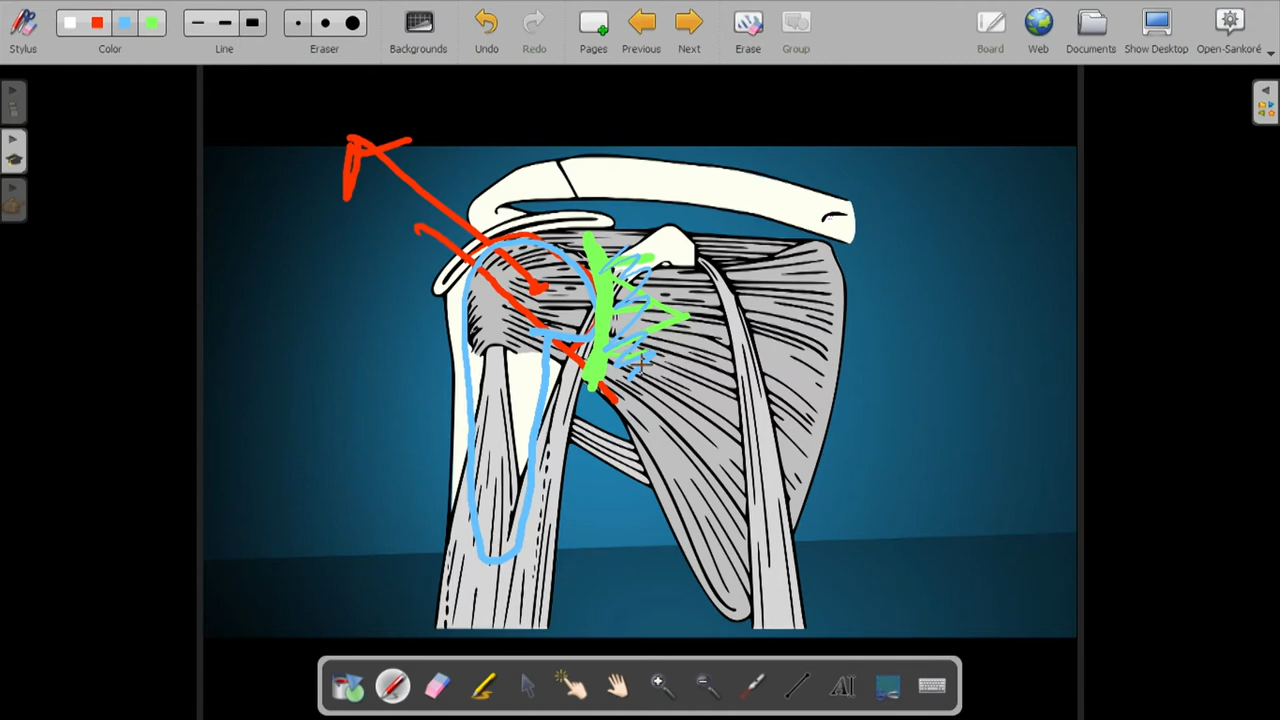 Stylus
Color
Line
Eraser
Backgrounds
Undo
Redo
Pages
Previous
Next
Erase
Group
Board
Web
Documents
Show Desktop
Open-Sankoré
AI